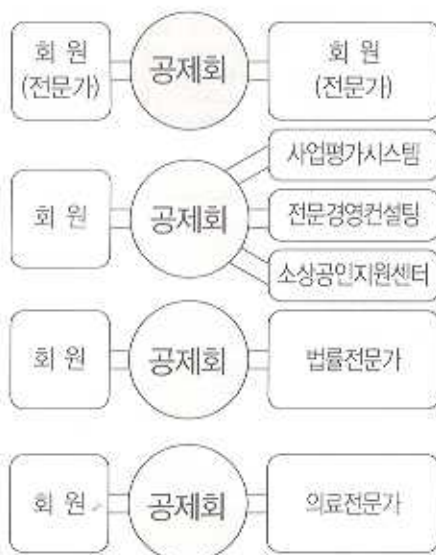 회 원
(전문가)
공제회
회 원
(전문가)
회 원
공제회
사업평가시스템
전문경영컨설팅
소상공인지원센터
회 원
공제회
법률전문가
회 원
공제회
의료전문가